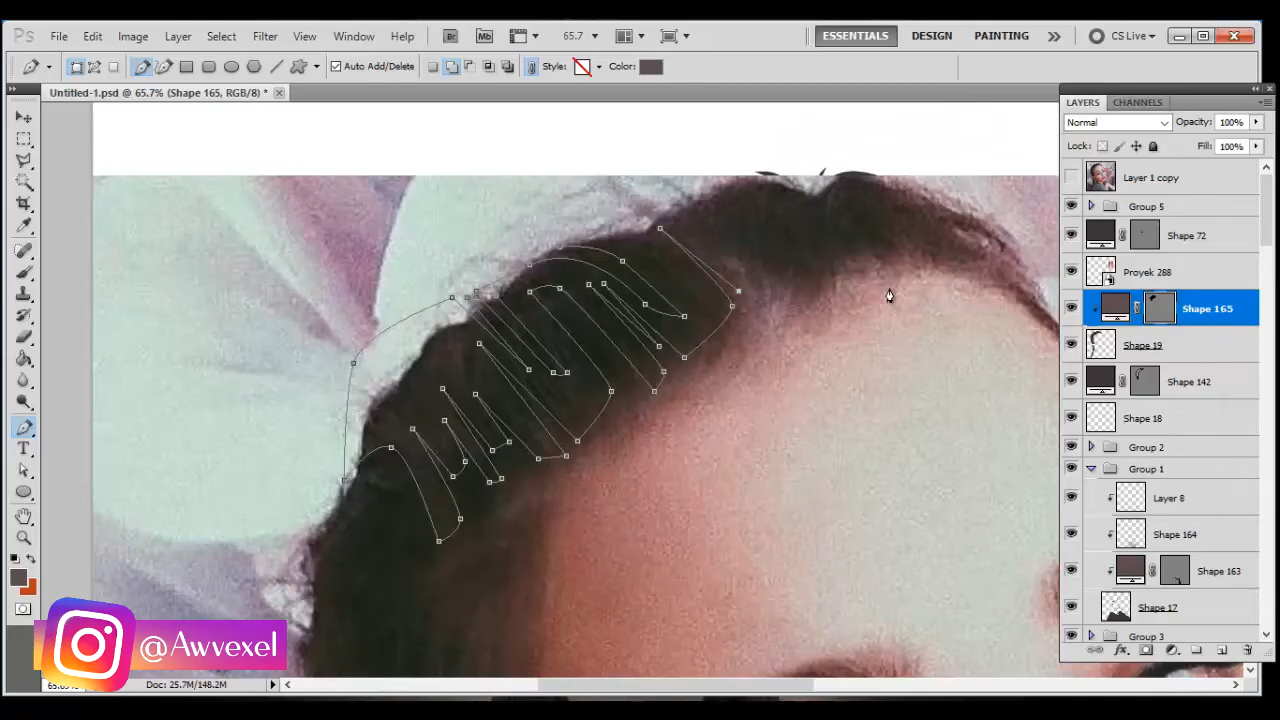 Ps File Edit Image Layer Select Filter View Window Help Br Mb 65.7 ESSENTIALS DESIGN PAINTING CS Live
Auto Add/Delete Style: Color:
Untitled-1.psd @ 65.7% (Shape 165, RGB/8) *
LAYERS CHANNELS
Normal Opacity: 100%
Lock: Fill: 100%
Layer 1 copy
Group 5
Shape 72
Proyek 288
Shape 165
Shape 19
Shape 142
Shape 18
Group 2
Group 1
Layer 8
Shape 164
Shape 163
Shape 17
Group 3
@Awvexel
Doc: 25.7M/148.2M